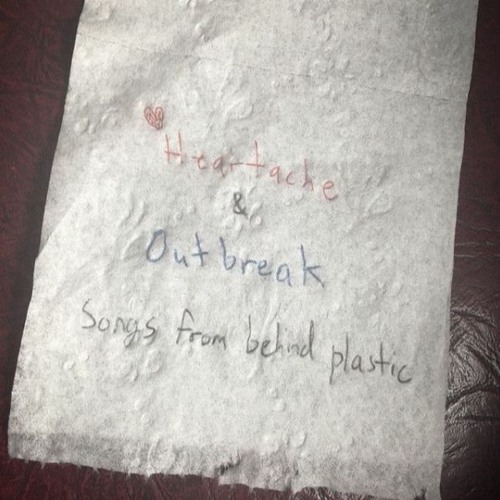 Heartache
&
Outbreak
Songs from behind plastic